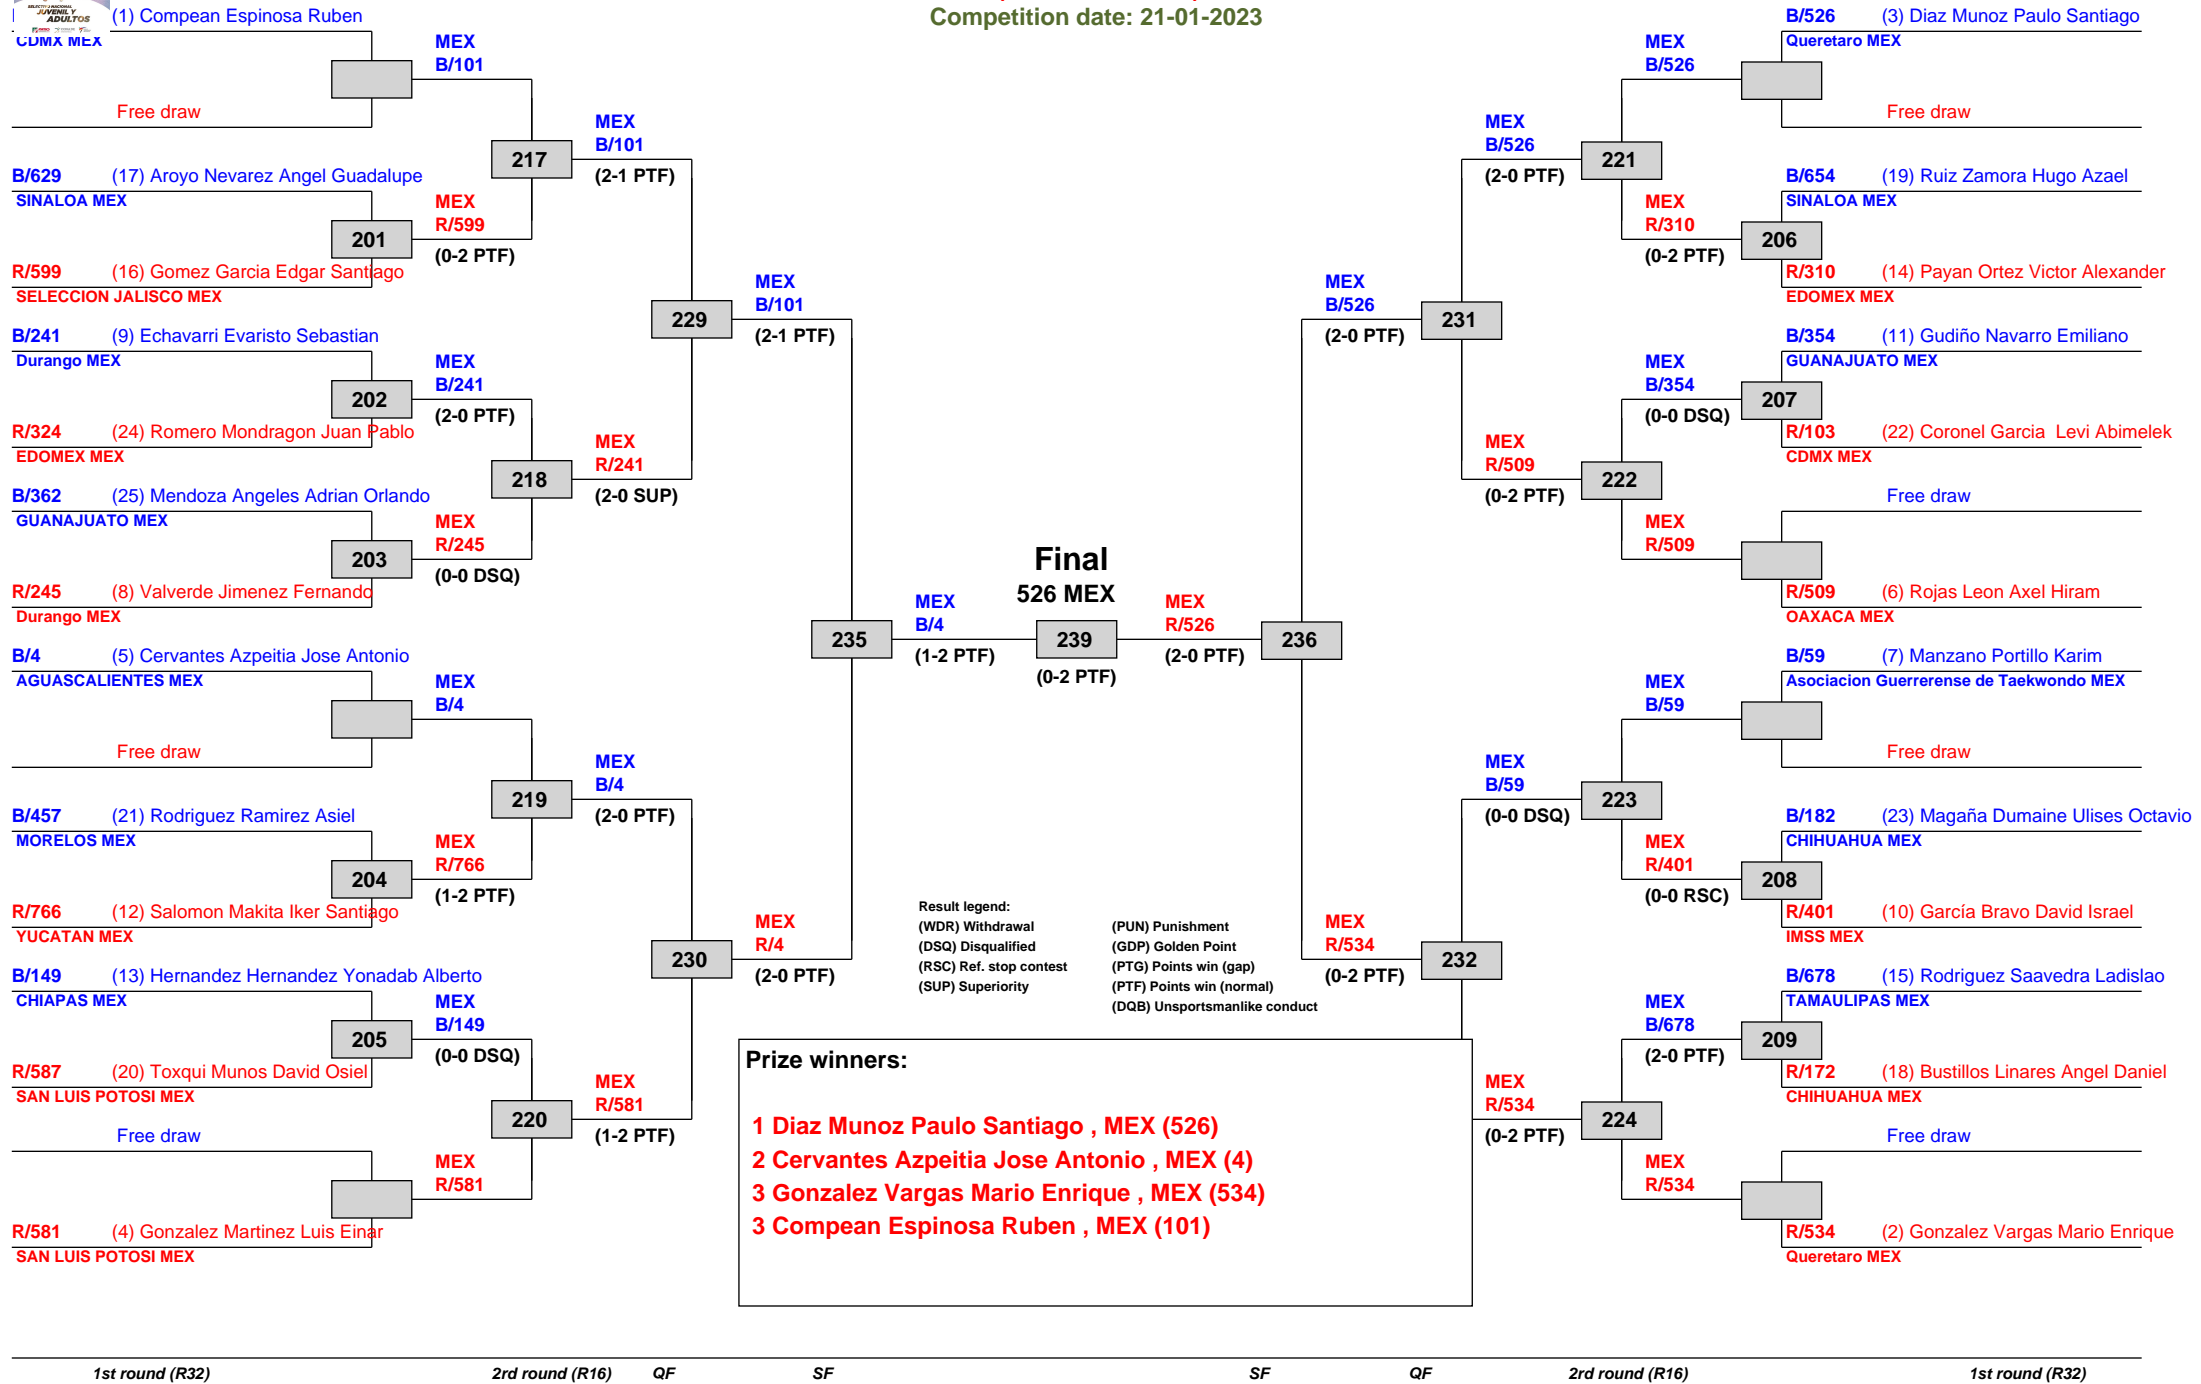 SELECTIVO NACIONAL
JUVENIL Y
ADULTOS
Competition date: 21-01-2023
(1) Compean Espinosa Ruben
CDMX MEX
MEX
B/101
Free draw
MEX
B/101
(2-1 PTF)
217
B/629 (17) Aroyo Nevarez Angel Guadalupe
SINALOA MEX
MEX
R/599
(0-2 PTF)
201
R/599 (16) Gomez Garcia Edgar Santiago
SELECCION JALISCO MEX
MEX
B/101
(2-1 PTF)
229
B/241 (9) Echavarri Evaristo Sebastian
Durango MEX
MEX
B/241
(2-0 PTF)
202
R/324 (24) Romero Mondragon Juan Pablo
EDOMEX MEX
MEX
R/241
(2-0 SUP)
218
B/362 (25) Mendoza Angeles Adrian Orlando
GUANAJUATO MEX
MEX
R/245
(0-0 DSQ)
203
R/245 (8) Valverde Jimenez Fernando
Durango MEX
235
MEX
B/4
(1-2 PTF)
B/4 (5) Cervantes Azpeitia Jose Antonio
AGUASCALIENTES MEX
MEX
B/4
Free draw
MEX
B/4
(2-0 PTF)
219
B/457 (21) Rodriguez Ramirez Asiel
MORELOS MEX
MEX
R/766
(1-2 PTF)
204
R/766 (12) Salomon Makita Iker Santiago
YUCATAN MEX
MEX
R/4
(2-0 PTF)
230
B/149 (13) Hernandez Hernandez Yonadab Alberto
CHIAPAS MEX
MEX
B/149
(0-0 DSQ)
205
R/587 (20) Toxqui Munos David Osiel
SAN LUIS POTOSI MEX
MEX
R/581
(1-2 PTF)
220
Free draw
MEX
R/581
R/581 (4) Gonzalez Martinez Luis Einar
SAN LUIS POTOSI MEX
Final
526 MEX
239
(0-2 PTF)
MEX
R/526
(2-0 PTF)
236
B/526 (3) Diaz Munoz Paulo Santiago
Queretaro MEX
MEX
B/526
Free draw
MEX
B/526
(2-0 PTF)
221
B/654 (19) Ruiz Zamora Hugo Azael
SINALOA MEX
MEX
R/310
(0-2 PTF)
206
R/310 (14) Payan Ortez Victor Alexander
EDOMEX MEX
MEX
B/526
(2-0 PTF)
231
B/354 (11) Gudiño Navarro Emiliano
GUANAJUATO MEX
MEX
B/354
(0-0 DSQ)
207
R/103 (22) Coronel Garcia Levi Abimelek
CDMX MEX
MEX
R/509
(0-2 PTF)
222
Free draw
MEX
R/509
R/509 (6) Rojas Leon Axel Hiram
OAXACA MEX
B/59 (7) Manzano Portillo Karim
Asociacion Guerrerense de Taekwondo MEX
MEX
B/59
Free draw
MEX
B/59
(0-0 DSQ)
223
B/182 (23) Magaña Dumaine Ulises Octavio
CHIHUAHUA MEX
MEX
R/401
(0-0 RSC)
208
R/401 (10) García Bravo David Israel
IMSS MEX
MEX
R/534
(0-2 PTF)
232
B/678 (15) Rodriguez Saavedra Ladislao
TAMAULIPAS MEX
MEX
B/678
(2-0 PTF)
209
R/172 (18) Bustillos Linares Angel Daniel
CHIHUAHUA MEX
MEX
R/534
(0-2 PTF)
224
Free draw
MEX
R/534
R/534 (2) Gonzalez Vargas Mario Enrique
Queretaro MEX
Result legend:
(WDR) Withdrawal (PUN) Punishment
(DSQ) Disqualified (GDP) Golden Point
(RSC) Ref. stop contest (PTG) Points win (gap)
(SUP) Superiority (PTF) Points win (normal)
(DQB) Unsportsmanlike conduct
Prize winners:
1 Diaz Munoz Paulo Santiago , MEX (526)
2 Cervantes Azpeitia Jose Antonio , MEX (4)
3 Gonzalez Vargas Mario Enrique , MEX (534)
3 Compean Espinosa Ruben , MEX (101)
1st round (R32) 2rd round (R16) QF SF SF QF 2rd round (R16) 1st round (R32)